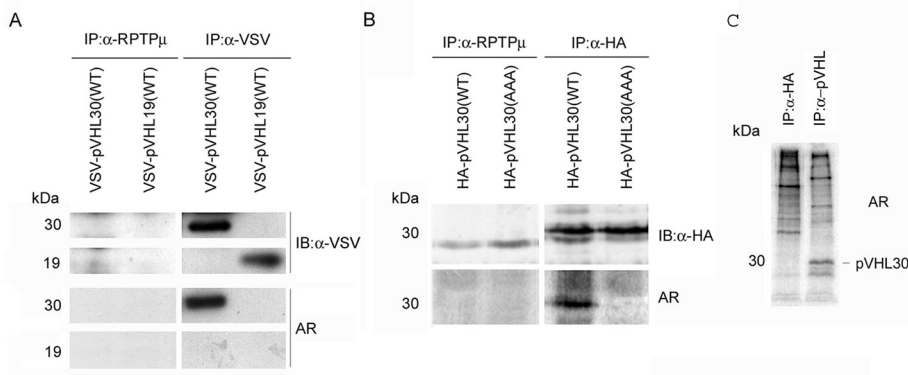 A
IP:α-RPTPμ IP:α-VSV
VSV-pVHL30(WT)
VSV-pVHL19(WT)
VSV-pVHL30(WT)
VSV-pVHL19(WT)
kDa
30
19
IB:α-VSV
30
19
AR
B
IP:α-RPTPμ IP:α-HA
HA-pVHL30(WT)
HA-pVHL30(AAA)
HA-pVHL30(WT)
HA-pVHL30(AAA)
kDa
30
IB:α-HA
30
AR
C
IP:α-HA
IP:α–pVHL
kDa
AR
30
pVHL30